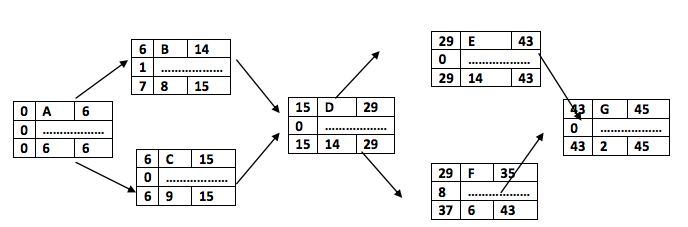 0 A 6
0 ..................
0 6 6
6 B 14
1 ..................
7 8 15
6 C 15
0 ..................
6 9 15
15 D 29
0 ..................
15 14 29
29 E 43
0 ..................
29 14 43
29 F 35
8 ..................
37 6 43
43 G 45
0 ..................
43 2 45